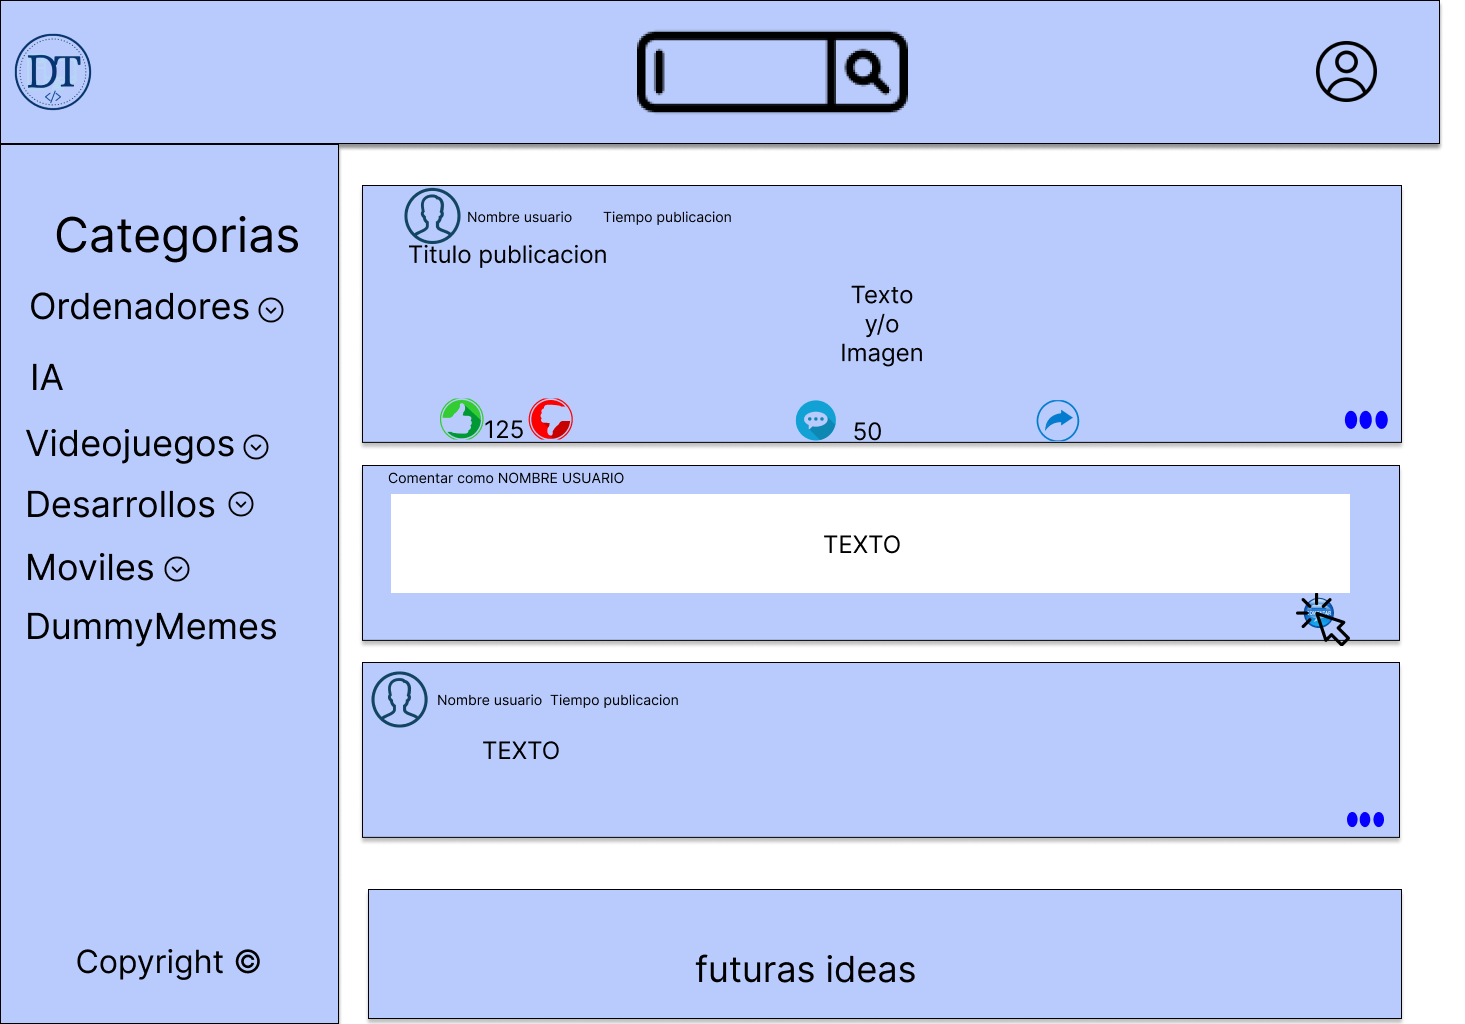 DT
</>
Categorias
Ordenadores
IA
Videojuegos
Desarrollos
Moviles
DummyMemes
Copyright ©
Nombre usuario Tiempo publicacion
Titulo publicacion
Texto
y/o
Imagen
125 50
Comentar como NOMBRE USUARIO
TEXTO
Nombre usuario Tiempo publicacion
TEXTO
futuras ideas